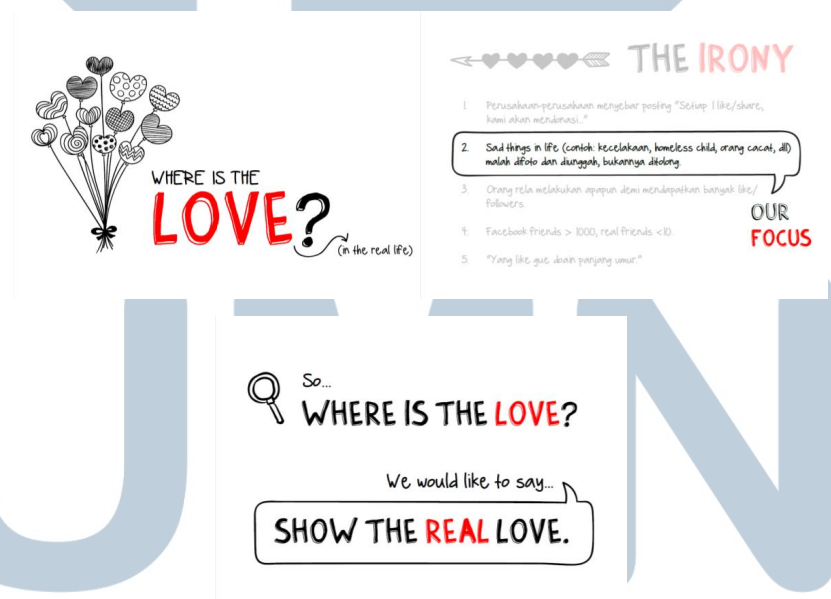 WHERE IS THE
LOVE?
(in the real life)
THE IRONY
1. Perusahaan-perusahaan menyebar posting "Setiap 1 like/share,
kami akan mendonasi..."
2. Sad things in life (contoh: kecelakaan, homeless child, orang cacat, dll)
malah difoto dan diunggah, bukannya ditolong.
3. Orang rela melakukan apapun demi mendapatkan banyak like/
followers.
4. Facebook friends > 1000, real friends <10.
5. "Yang like gue doain panjang umur."
OUR
FOCUS
So...
WHERE IS THE LOVE?
We would like to say...
SHOW THE REAL LOVE.
UMN